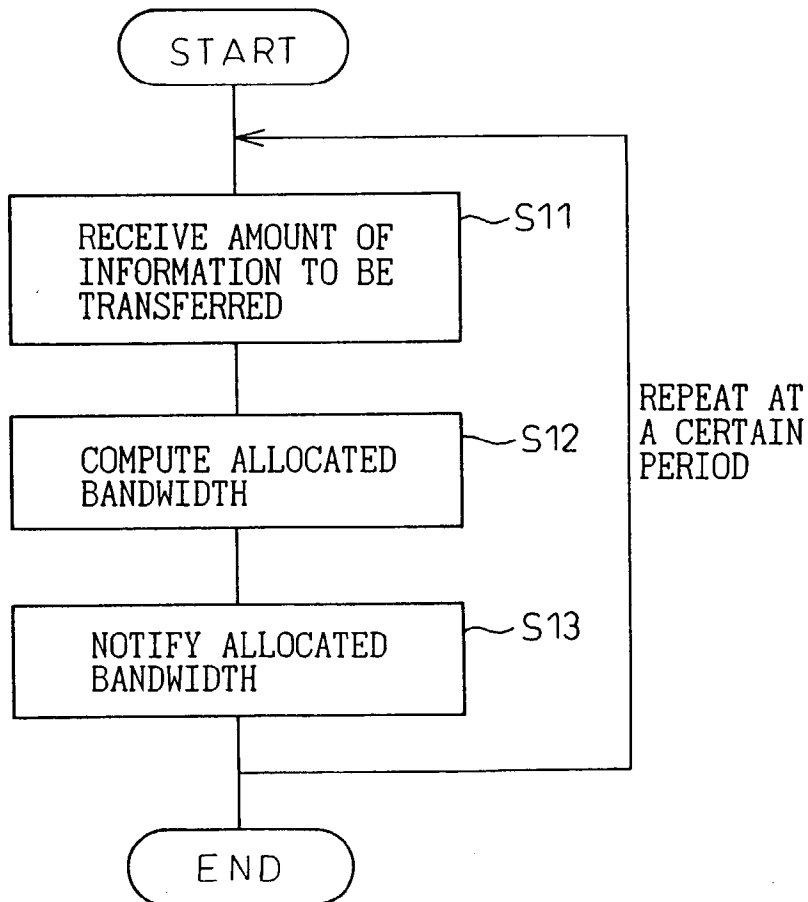 START
RECEIVE AMOUNT OF
INFORMATION TO BE
TRANSFERRED
S11
COMPUTE ALLOCATED
BANDWIDTH
S12
NOTIFY ALLOCATED
BANDWIDTH
S13
REPEAT AT
A CERTAIN
PERIOD
END